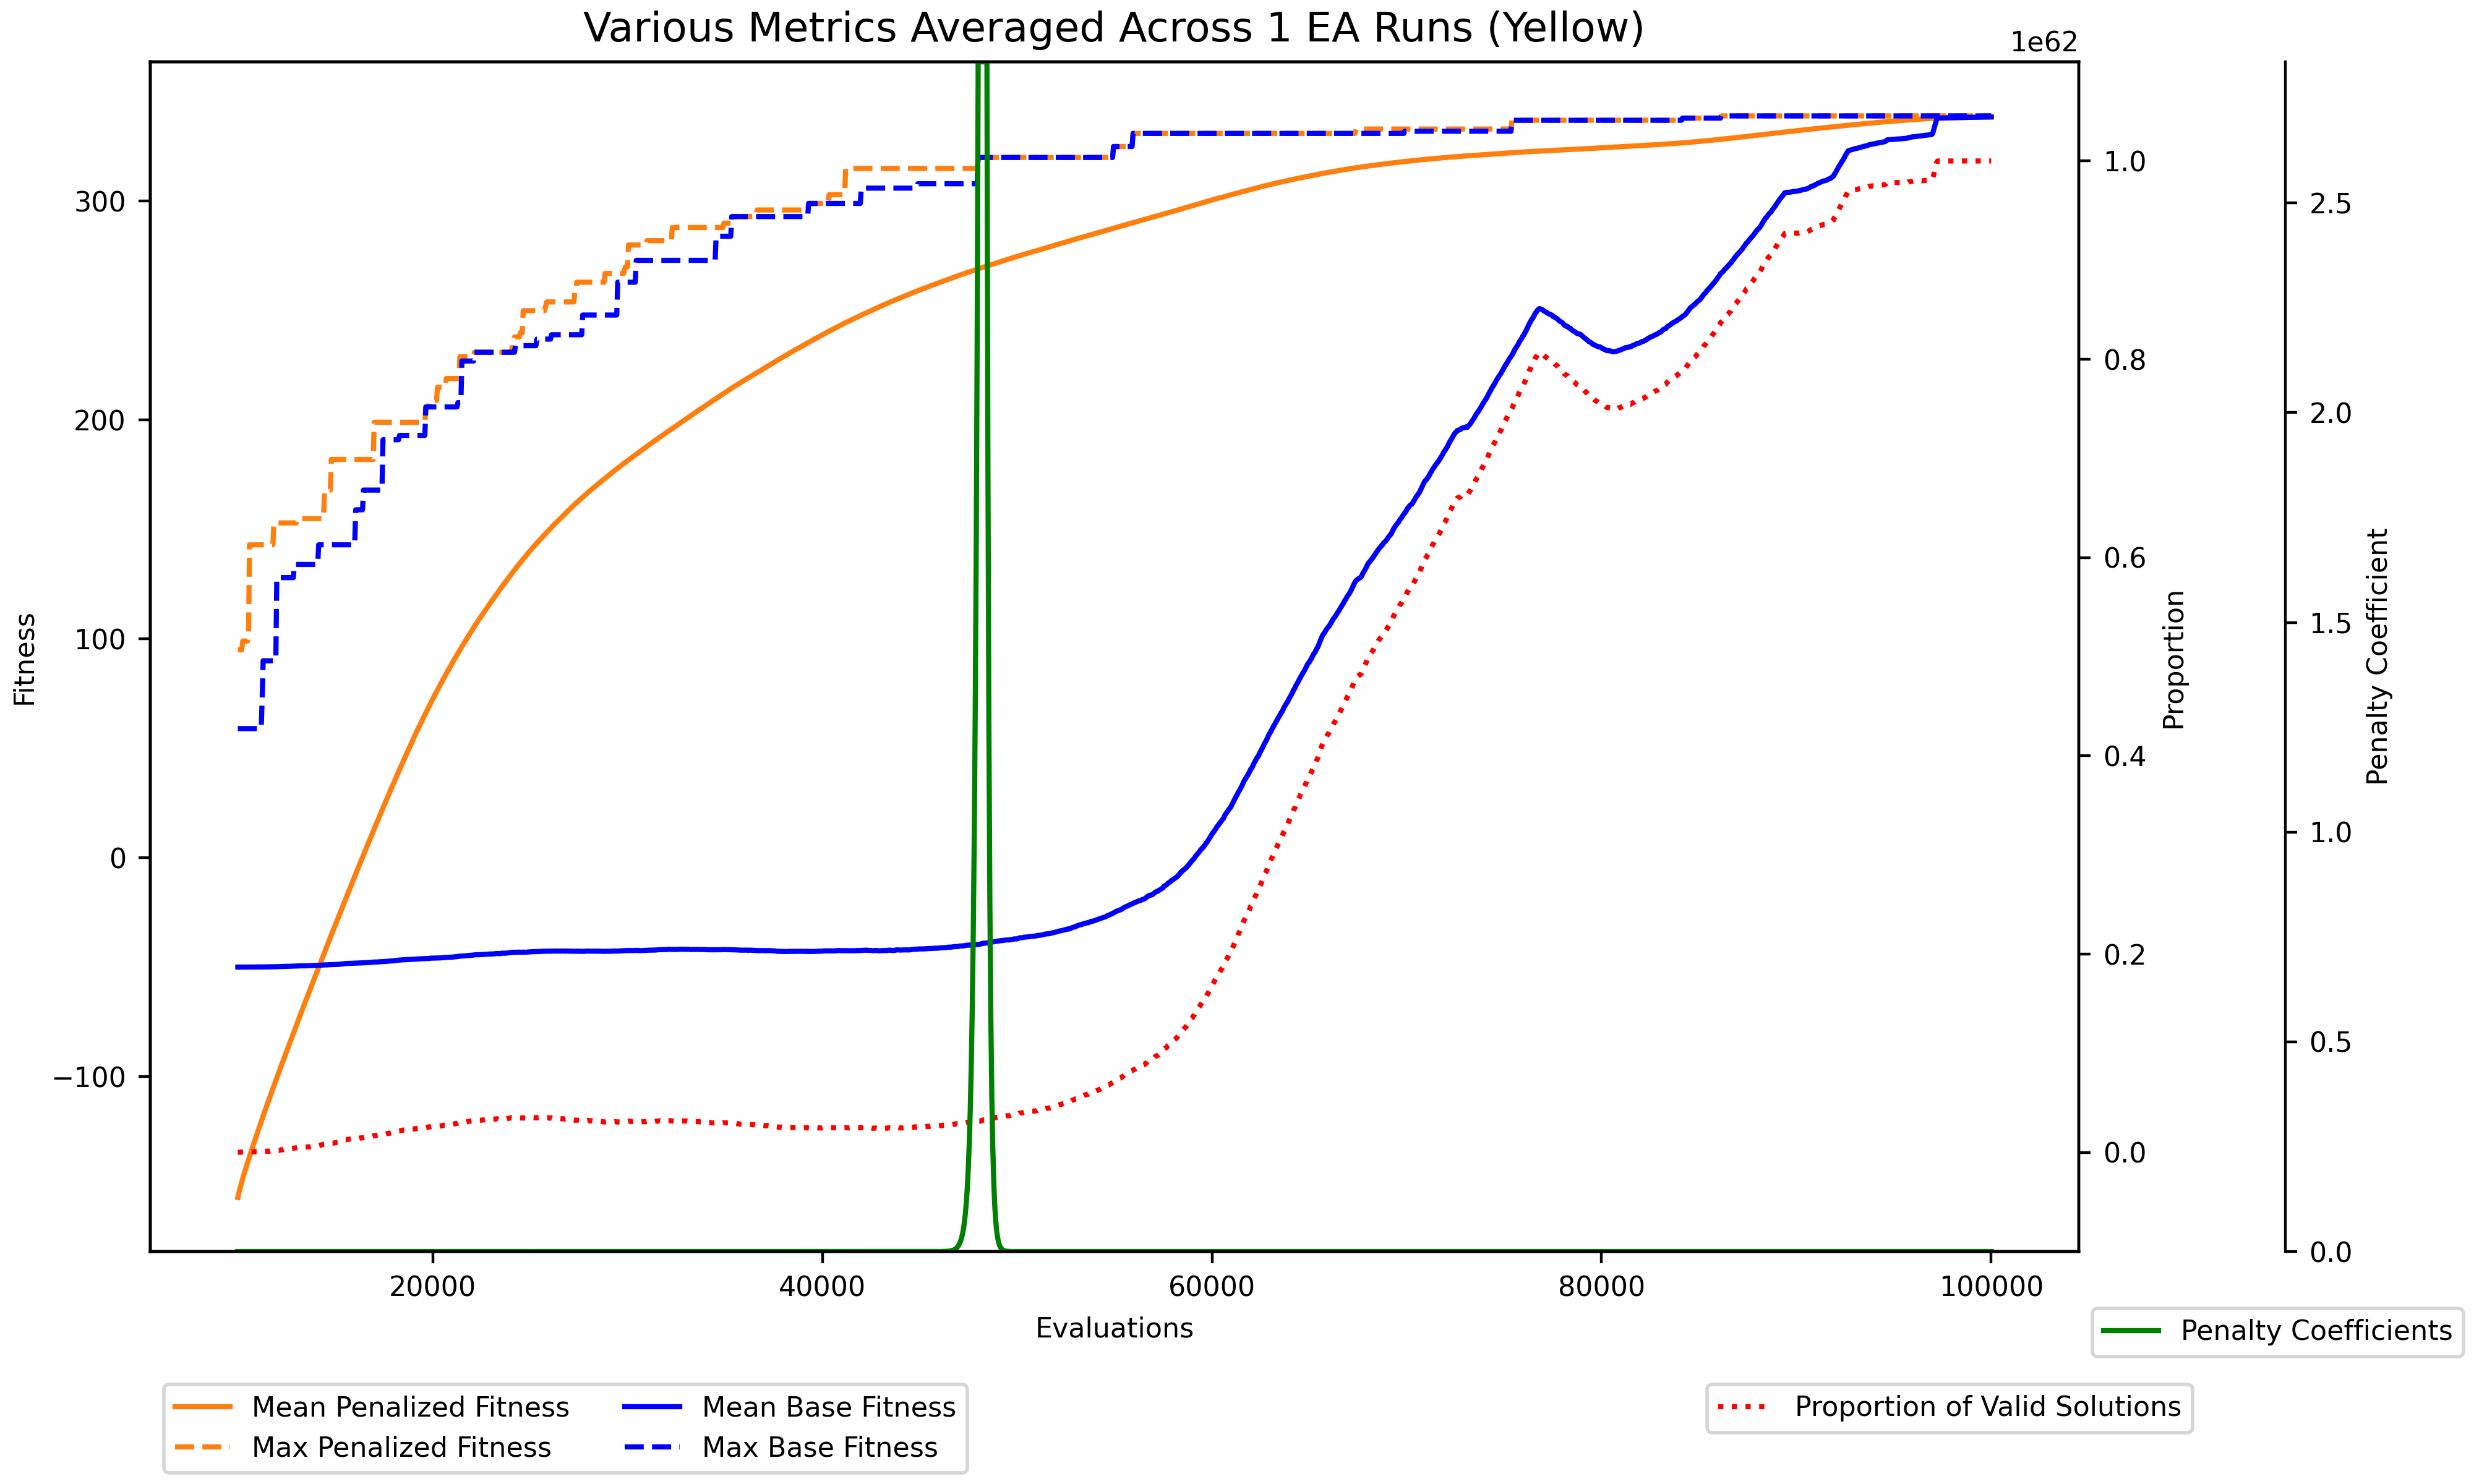 Various Metrics Averaged Across 1 EA Runs (Yellow)
1e62
300
200
100
0
−100
Fitness
1.0
0.8
0.6
0.4
0.2
0.0
Proportion
2.5
2.0
1.5
1.0
0.5
0.0
Penalty Coefficient
20000
40000
60000
80000
100000
Evaluations
Penalty Coefficients
Mean Penalized Fitness
Max Penalized Fitness
Mean Base Fitness
Max Base Fitness
Proportion of Valid Solutions